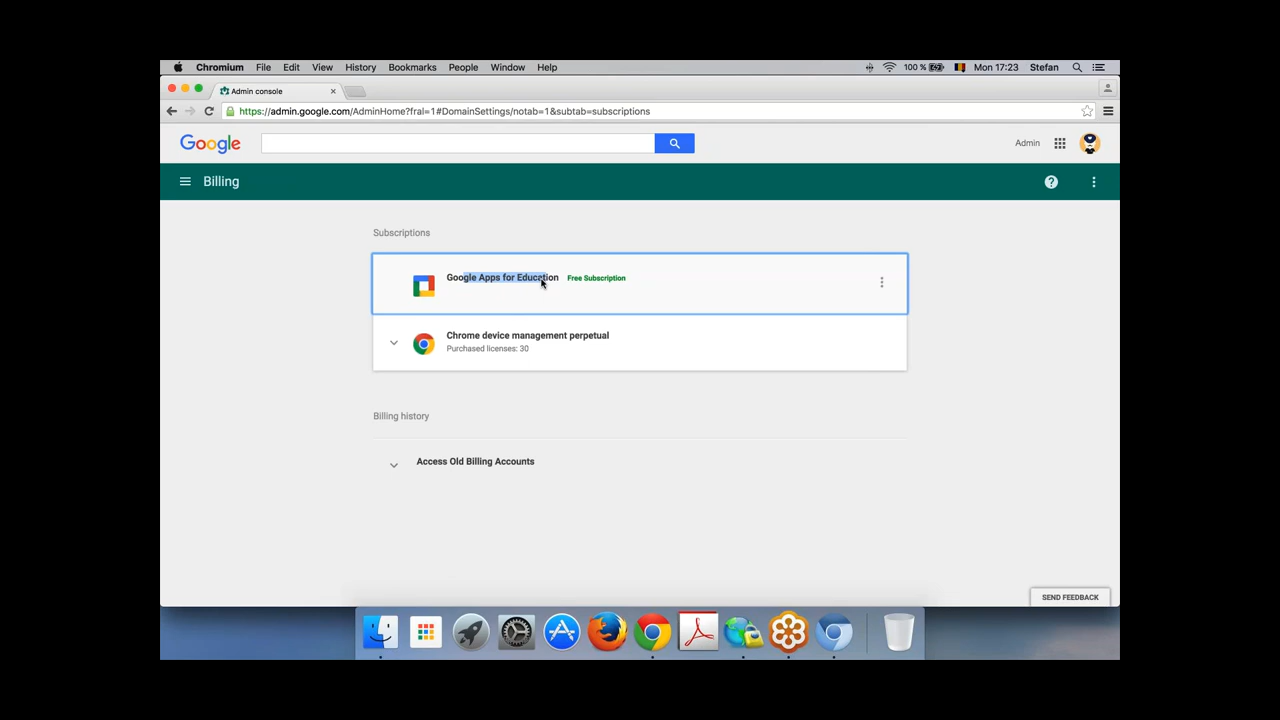 Chromium File Edit View History Bookmarks People Window Help 100 % Mon 17:23 Stefan
Admin console
https://admin.google.com/AdminHome?fral=1#DomainSettings/notab=1&subtab=subscriptions
Google Admin
Billing
Subscriptions
Google Apps for Education Free Subscription
Chrome device management perpetual
Purchased licenses: 30
Billing history
Access Old Billing Accounts
SEND FEEDBACK